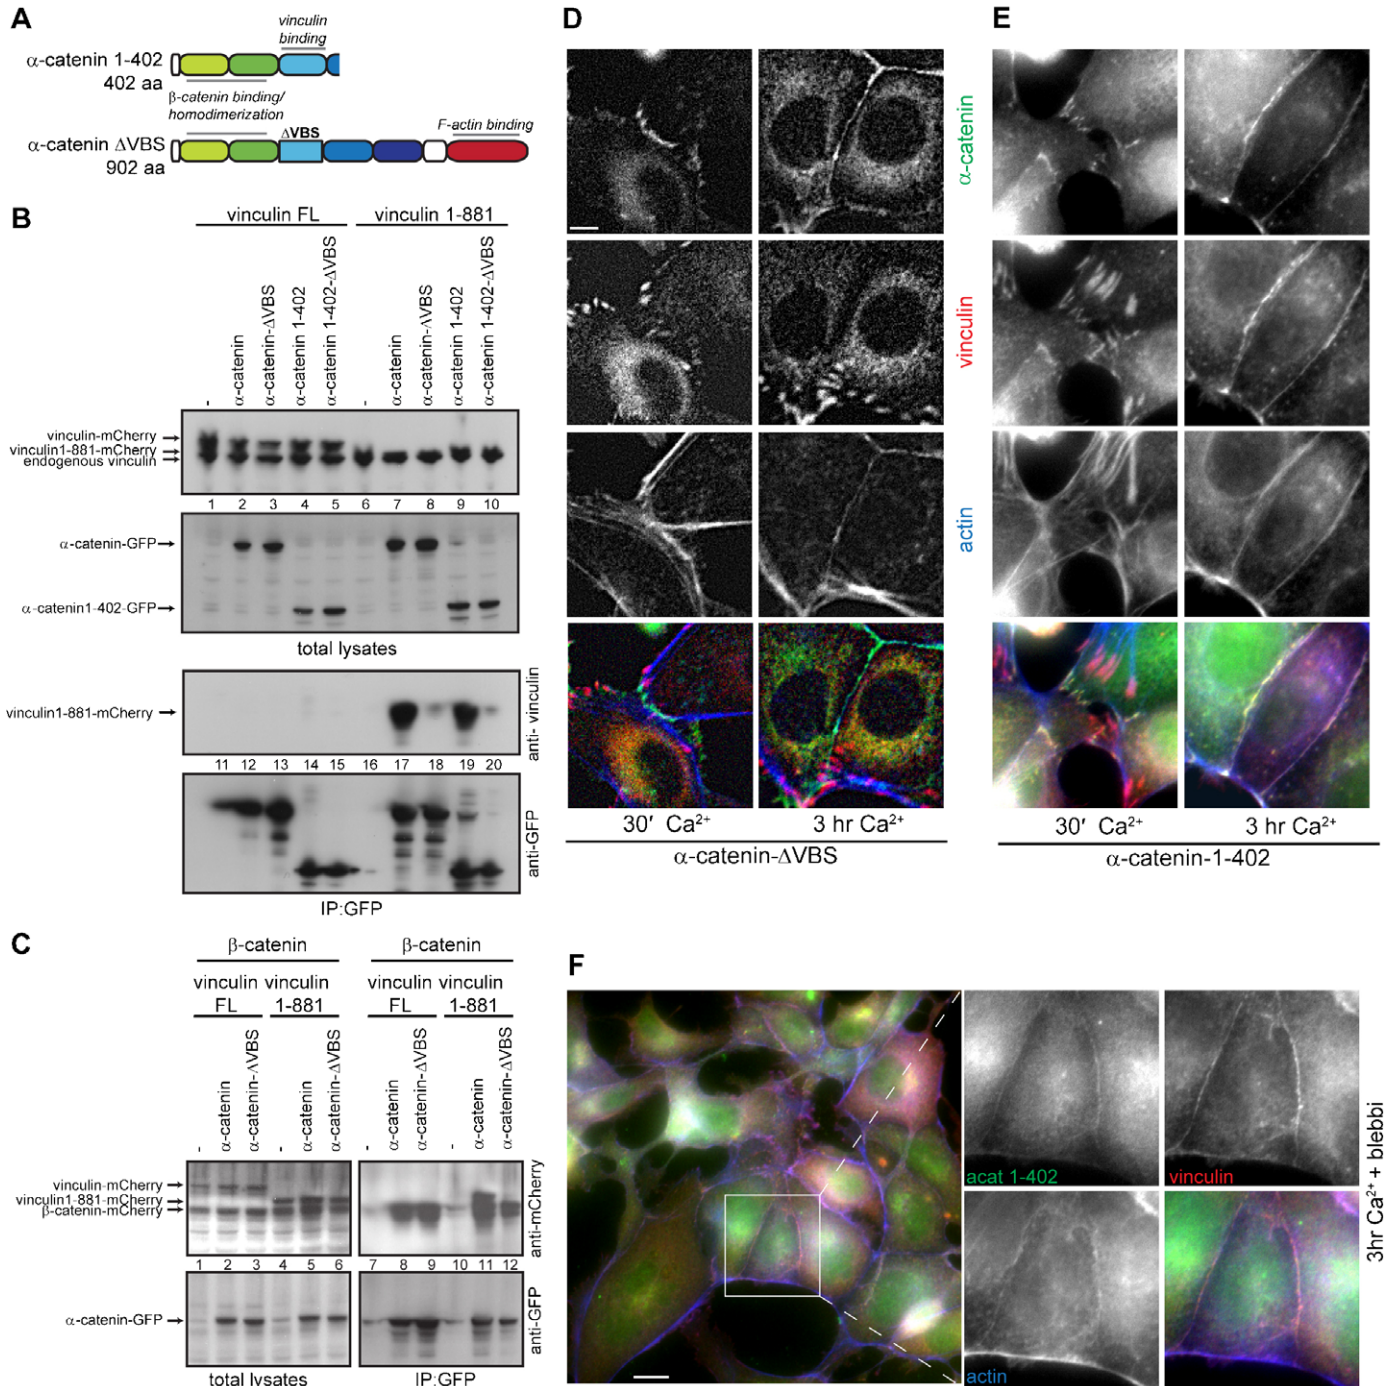 A
vinculin
binding
α-catenin 1-402
402 aa
β-catenin binding/
homodimerization
α-catenin ΔVBS
902 aa
ΔVBS
F-actin binding
B
vinculin FL
vinculin 1-881
-
α-catenin
α-catenin-ΔVBS
α-catenin 1-402
α-catenin 1-402-ΔVBS
-
α-catenin
α-catenin-ΔVBS
α-catenin 1-402
α-catenin 1-402-ΔVBS
vinculin-mCherry
vinculin1-881-mCherry
endogenous vinculin
1 2 3 4 5 6 7 8 9 10
α-catenin-GFP
α-catenin1-402-GFP
total lysates
vinculin1-881-mCherry
anti- vinculin
11 12 13 14 15 16 17 18 19 20
anti-GFP
IP:GFP
C
β-catenin
β-catenin
vinculin vinculin
FL 1-881
vinculin vinculin
FL 1-881
-
α-catenin
α-catenin-ΔVBS
-
α-catenin
α-catenin-ΔVBS
-
α-catenin
α-catenin-ΔVBS
-
α-catenin
α-catenin-ΔVBS
vinculin-mCherry
vinculin1-881-mCherry
β-catenin-mCherry
anti-mCherry
1 2 3 4 5 6 7 8 9 10 11 12
α-catenin-GFP
anti-GFP
total lysates
IP:GFP
D
30′ Ca²⁺
3 hr Ca²⁺
α-catenin-ΔVBS
α-catenin
vinculin
actin
E
30′ Ca²⁺
3 hr Ca²⁺
α-catenin-1-402
F
acat 1-402
vinculin
actin
3hr Ca²⁺ + blebbi